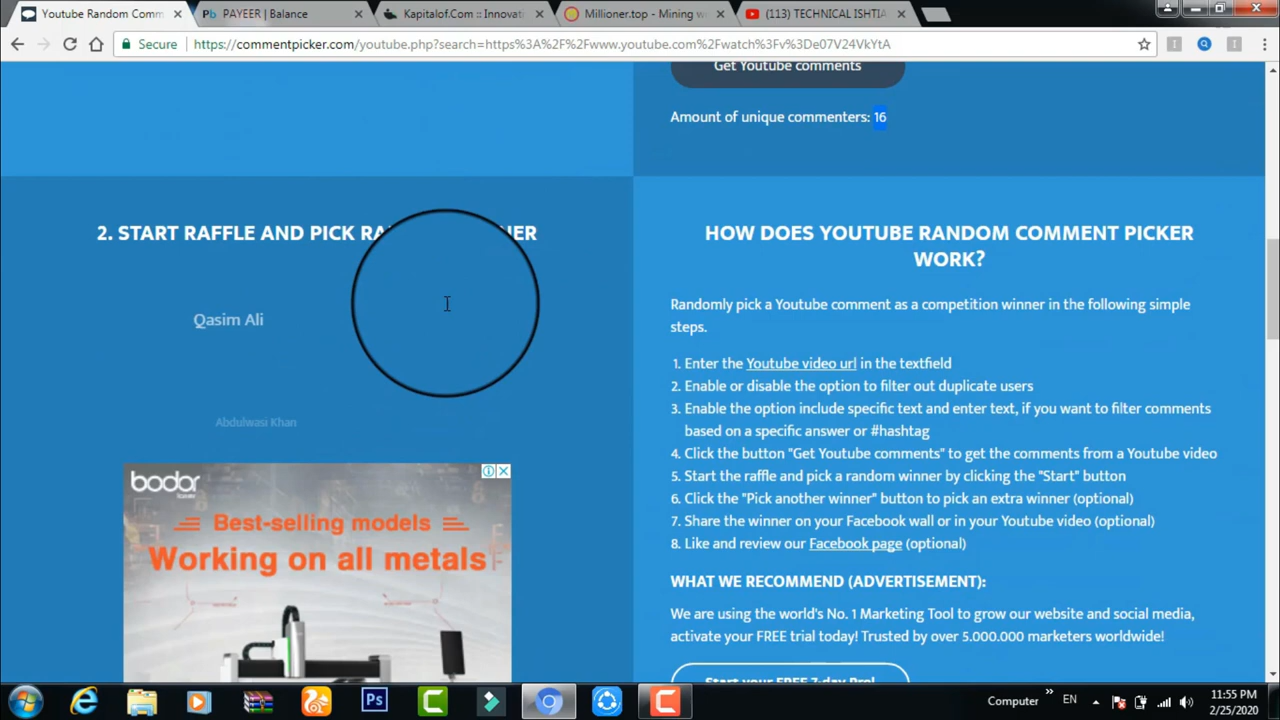 Youtube Random Comm
PAYEER | Balance
Kapitalof.Com :: Innovati
Millioner.top - Mining w
(113) TECHNICAL ISHTIA
Secure
https://commentpicker.com/youtube.php?search=https%3A%2F%2Fwww.youtube.com%2Fwatch%3Fv%3De07V24VkYtA
Get Youtube comments
Amount of unique commenters: 16
2. START RAFFLE AND PICK RA NER
Qasim Ali
Abdulwasi Khan
bodor
Best-selling models
Working on all metals
HOW DOES YOUTUBE RANDOM COMMENT PICKER
WORK?
Randomly pick a Youtube comment as a competition winner in the following simple
steps.
1. Enter the Youtube video url in the textfield
2. Enable or disable the option to filter out duplicate users
3. Enable the option include specific text and enter text, if you want to filter comments
based on a specific answer or #hashtag
4. Click the button "Get Youtube comments" to get the comments from a Youtube video
5. Start the raffle and pick a random winner by clicking the "Start" button
6. Click the "Pick another winner" button to pick an extra winner (optional)
7. Share the winner on your Facebook wall or in your Youtube video (optional)
8. Like and review our Facebook page (optional)
WHAT WE RECOMMEND (ADVERTISEMENT):
We are using the world's No. 1 Marketing Tool to grow our website and social media,
activate your FREE trial today! Trusted by over 5.000.000 marketers worldwide!
Start your FREE 7-day Pro!
Computer
EN
11:55 PM
2/25/2020